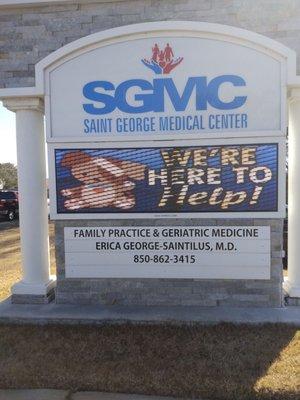 SGMC
SAINT GEORGE MEDICAL CENTER
WE'RE
HERE TO
Help!
FAMILY PRACTICE & GERIATRIC MEDICINE
ERICA GEORGE-SAINTILUS, M.D.
850-862-3415